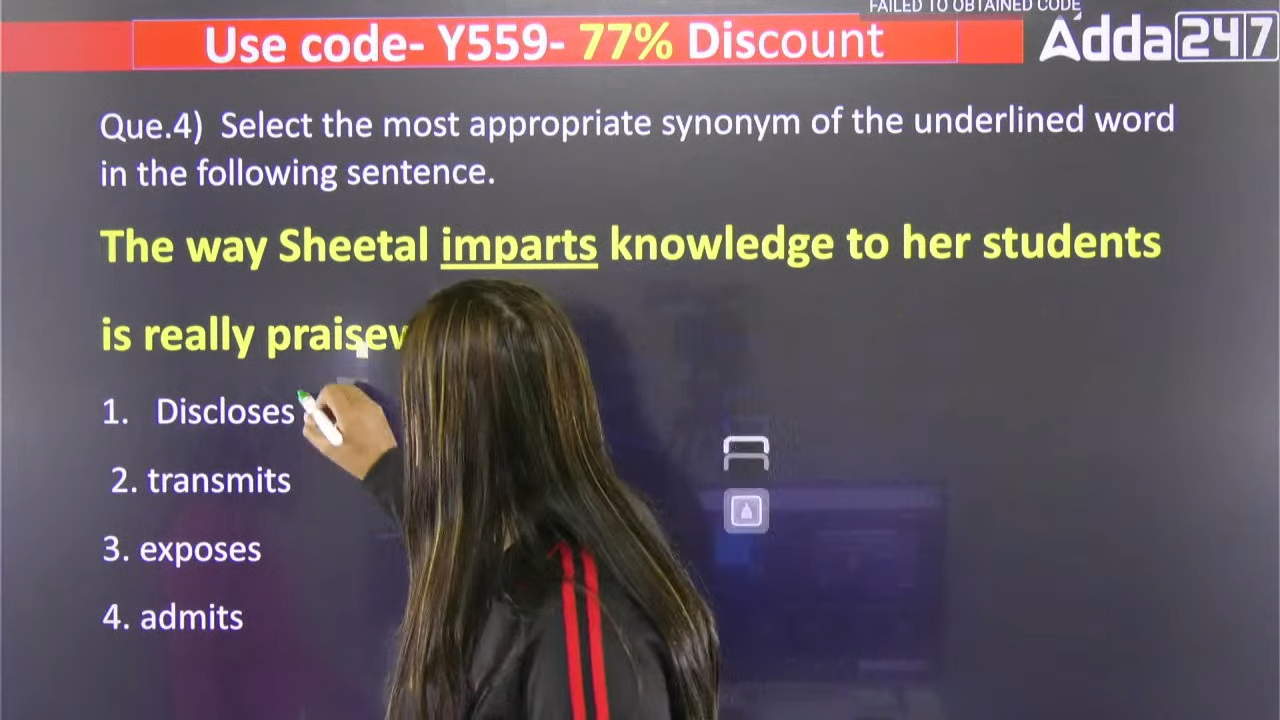 FAILED TO OBTAINED CODE
Use code- Y559- 77% Discount
Adda247
Que.4) Select the most appropriate synonym of the underlined word
in the following sentence.
The way Sheetal imparts knowledge to her students
is really
1. Discloses
2. transmits
3. exposes
4. admits